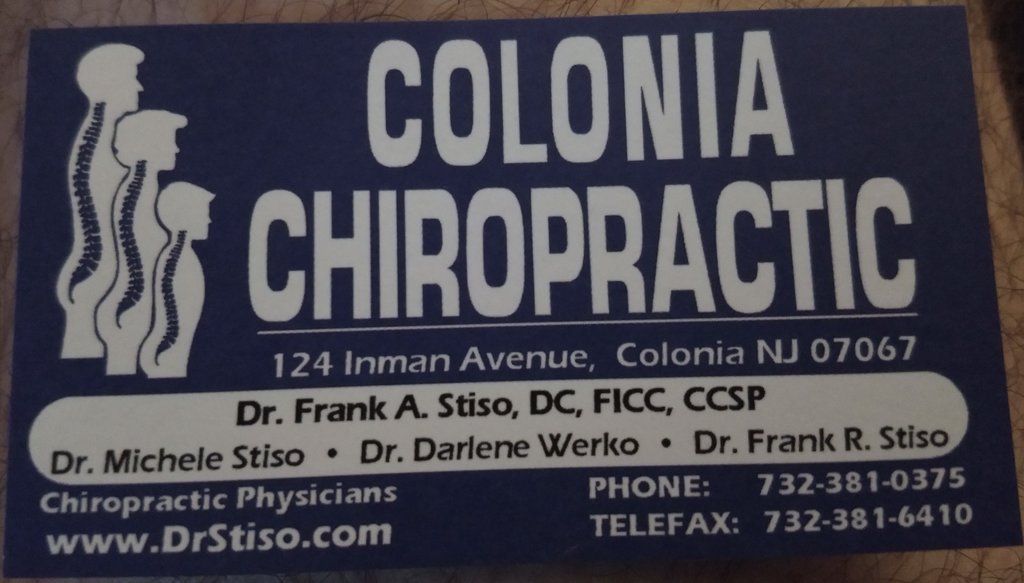 COLONIA
CHIROPRACTIC
124 Inman Avenue, Colonia NJ 07067
Dr. Frank A. Stiso, DC, FICC, CCSP
Dr. Michele Stiso • Dr. Darlene Werko • Dr. Frank R. Stiso
Chiropractic Physicians
www.DrStiso.com
PHONE: 732-381-0375
TELEFAX: 732-381-6410